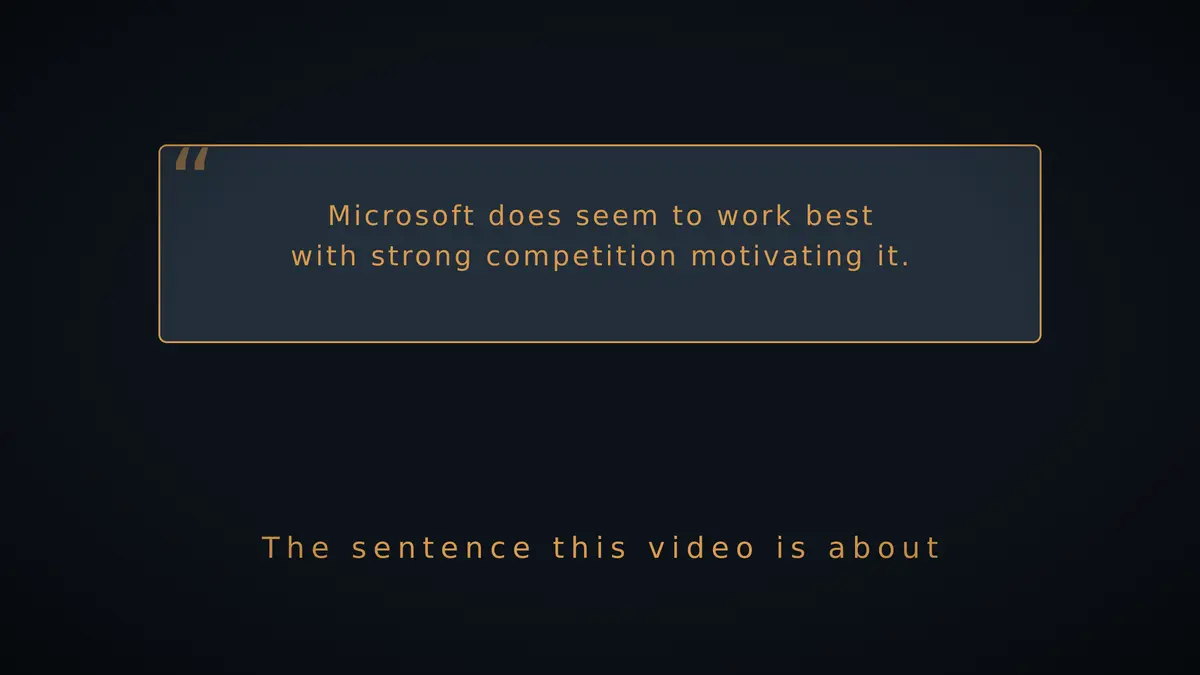 “
Microsoft does seem to work best
with strong competition motivating it.
The sentence this video is about